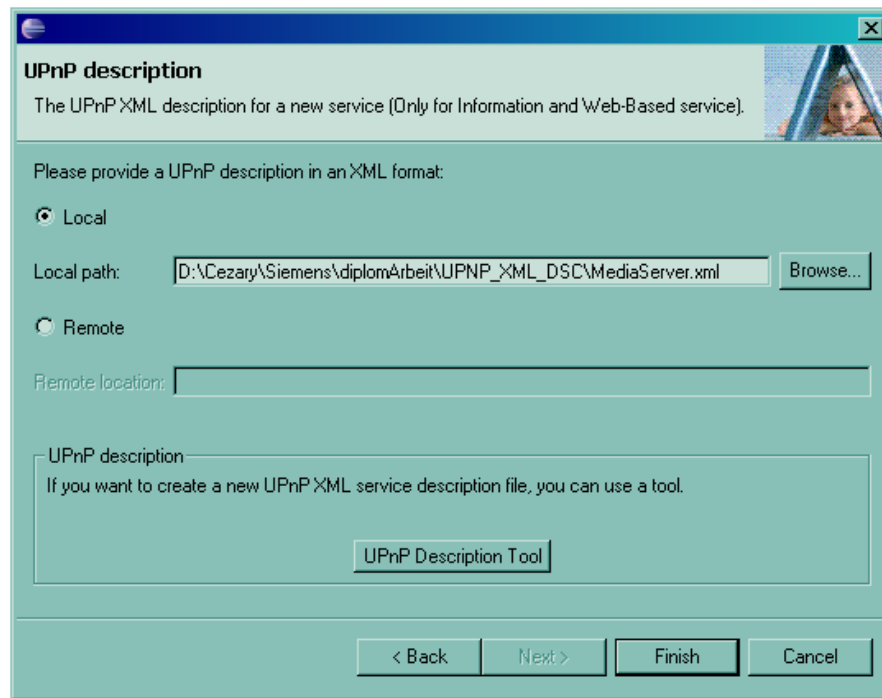 UPnP description
The UPnP XML description for a new service (Only for Information and Web-Based service).
Please provide a UPnP description in an XML format:
Local
Local path: D:\Cezary\Siemens\diplomArbeit\UPNP_XML_DSC\MediaServer.xml Browse...
Remote
Remote location:
UPnP description
If you want to create a new UPnP XML service description file, you can use a tool.
UPnP Description Tool
< Back Next > Finish Cancel